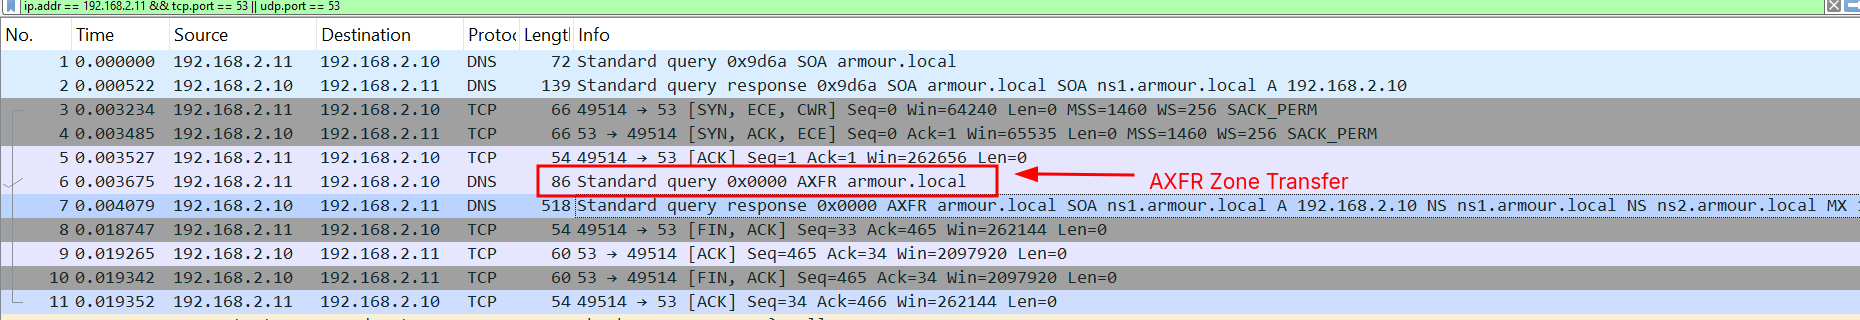 ip.addr == 192.168.2.11 && tcp.port == 53 || udp.port == 53
No. Time Source Destination Protoc Length Info
1 0.000000 192.168.2.11 192.168.2.10 DNS 72 Standard query 0x9d6a SOA armour.local
2 0.000522 192.168.2.10 192.168.2.11 DNS 139 Standard query response 0x9d6a SOA armour.local SOA ns1.armour.local A 192.168.2.10
3 0.003234 192.168.2.11 192.168.2.10 TCP 66 49514 → 53 [SYN, ECE, CWR] Seq=0 Win=64240 Len=0 MSS=1460 WS=256 SACK_PERM
4 0.003485 192.168.2.10 192.168.2.11 TCP 66 53 → 49514 [SYN, ACK, ECE] Seq=0 Ack=1 Win=65535 Len=0 MSS=1460 WS=256 SACK_PERM
5 0.003527 192.168.2.11 192.168.2.10 TCP 54 49514 → 53 [ACK] Seq=1 Ack=1 Win=262656 Len=0
6 0.003675 192.168.2.11 192.168.2.10 DNS 86 Standard query 0x0000 AXFR armour.local
AXFR Zone Transfer
7 0.004079 192.168.2.10 192.168.2.11 DNS 518 Standard query response 0x0000 AXFR armour.local SOA ns1.armour.local A 192.168.2.10 NS ns1.armour.local NS ns2.armour.local MX
8 0.018747 192.168.2.11 192.168.2.10 TCP 54 49514 → 53 [FIN, ACK] Seq=33 Ack=465 Win=262144 Len=0
9 0.019265 192.168.2.10 192.168.2.11 TCP 60 53 → 49514 [ACK] Seq=465 Ack=34 Win=2097920 Len=0
10 0.019342 192.168.2.10 192.168.2.11 TCP 60 53 → 49514 [FIN, ACK] Seq=465 Ack=34 Win=2097920 Len=0
11 0.019352 192.168.2.11 192.168.2.10 TCP 54 49514 → 53 [ACK] Seq=34 Ack=466 Win=262144 Len=0